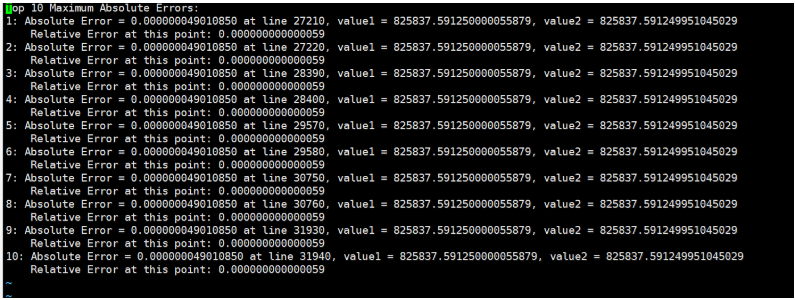 Top 10 Maximum Absolute Errors:
1: Absolute Error = 0.000000049010850 at line 27210, value1 = 825837.591250000055879, value2 = 825837.591249951045029
Relative Error at this point: 0.000000000000059
2: Absolute Error = 0.000000049010850 at line 27220, value1 = 825837.591250000055879, value2 = 825837.591249951045029
Relative Error at this point: 0.000000000000059
3: Absolute Error = 0.000000049010850 at line 28390, value1 = 825837.591250000055879, value2 = 825837.591249951045029
Relative Error at this point: 0.000000000000059
4: Absolute Error = 0.000000049010850 at line 28400, value1 = 825837.591250000055879, value2 = 825837.591249951045029
Relative Error at this point: 0.000000000000059
5: Absolute Error = 0.000000049010850 at line 29570, value1 = 825837.591250000055879, value2 = 825837.591249951045029
Relative Error at this point: 0.000000000000059
6: Absolute Error = 0.000000049010850 at line 29580, value1 = 825837.591250000055879, value2 = 825837.591249951045029
Relative Error at this point: 0.000000000000059
7: Absolute Error = 0.000000049010850 at line 30750, value1 = 825837.591250000055879, value2 = 825837.591249951045029
Relative Error at this point: 0.000000000000059
8: Absolute Error = 0.000000049010850 at line 30760, value1 = 825837.591250000055879, value2 = 825837.591249951045029
Relative Error at this point: 0.000000000000059
9: Absolute Error = 0.000000049010850 at line 31930, value1 = 825837.591250000055879, value2 = 825837.591249951045029
Relative Error at this point: 0.000000000000059
10: Absolute Error = 0.000000049010850 at line 31940, value1 = 825837.591250000055879, value2 = 825837.591249951045029
Relative Error at this point: 0.000000000000059
~
~